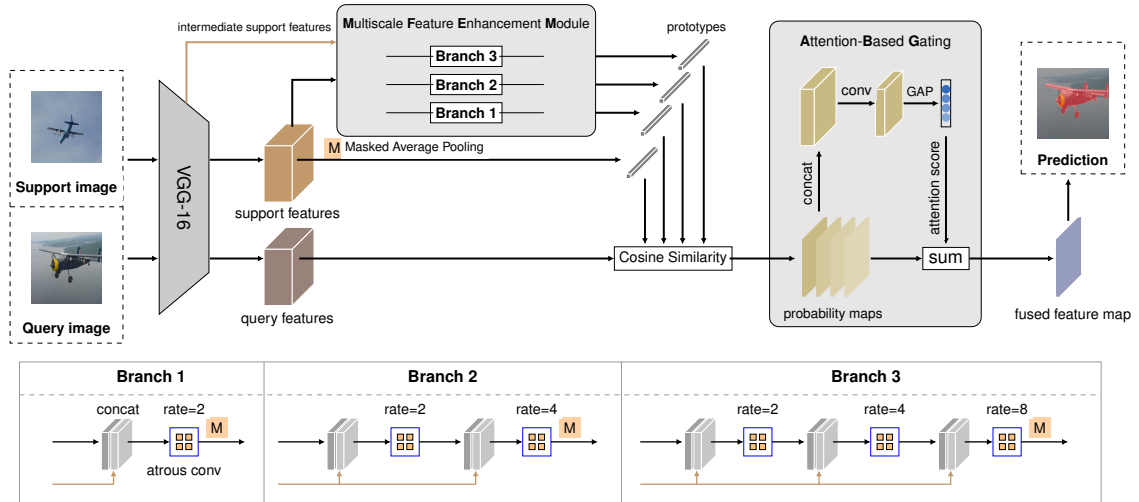 intermediate support features
Multiscale Feature Enhancement Module
Branch 3
Branch 2
Branch 1
prototypes
Attention-Based Gating
conv
GAP
concat
attention score
probability maps
sum
Support image
Query image
VGG-16
M Masked Average Pooling
support features
query features
Cosine Similarity
Prediction
fused feature map
Branch 1
concat
rate=2
M
atrous conv
Branch 2
rate=2
rate=4
M
Branch 3
rate=2
rate=4
rate=8
M